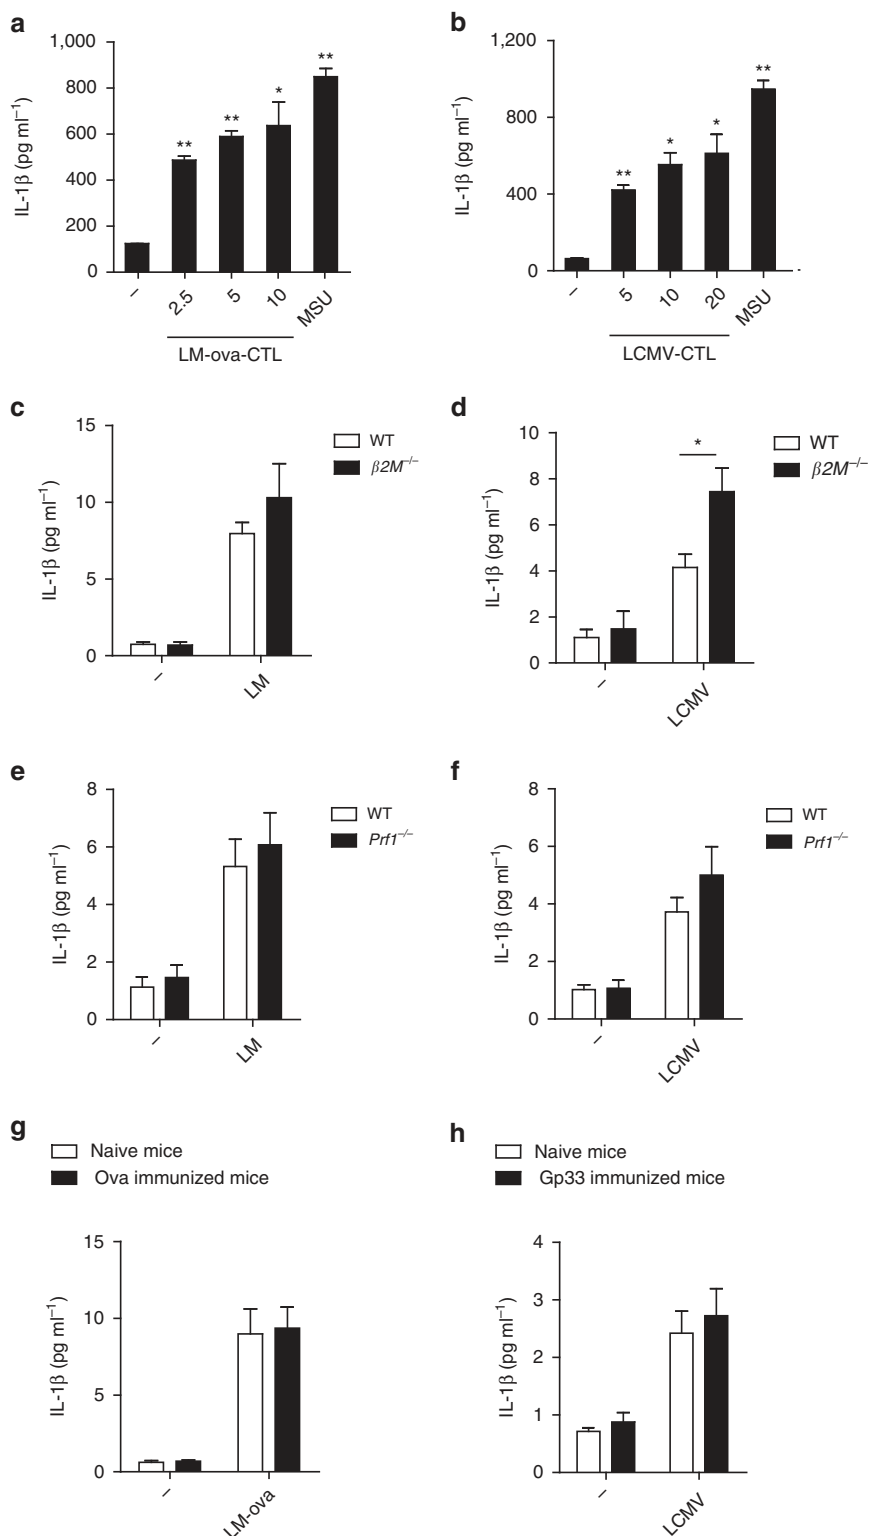 a
1,000
800
600
400
200
0
IL-1β (pg ml⁻¹)
** ** * **
– 2.5 5 10 MSU
LM-ova-CTL
b
1,200
800
400
0
IL-1β (pg ml⁻¹)
** * * **
– 5 10 20 MSU
LCMV-CTL
c
15
10
5
0
IL-1β (pg ml⁻¹)
– LM
WT
β2M⁻/⁻
d
10
8
6
4
2
0
IL-1β (pg ml⁻¹)
*
– LCMV
WT
β2M⁻/⁻
e
8
6
4
2
0
IL-1β (pg ml⁻¹)
– LM
WT
Prf1⁻/⁻
f
8
6
4
2
0
IL-1β (pg ml⁻¹)
– LCMV
WT
Prf1⁻/⁻
g
Naive mice
Ova immunized mice
15
10
5
0
IL-1β (pg ml⁻¹)
– LM-ova
h
Naive mice
Gp33 immunized mice
4
3
2
1
0
IL-1β (pg ml⁻¹)
– LCMV